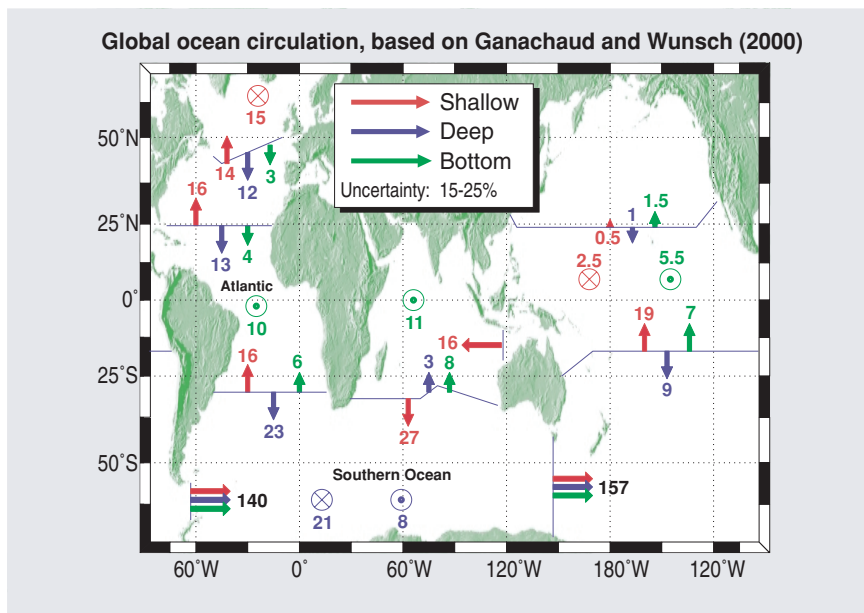 Global ocean circulation, based on Ganachaud and Wunsch (2000)
Shallow
Deep
Bottom
Uncertainty: 15-25%
15
50°N
14
12
3
16
25°N
13
4
1.5
1
0.5
2.5
5.5
Atlantic
0°
10
11
16
19
7
16
6
3
8
25°S
23
27
9
50°S
Southern Ocean
140
157
21
8
60°W
0°
60°W
120°W
180°W
120°W